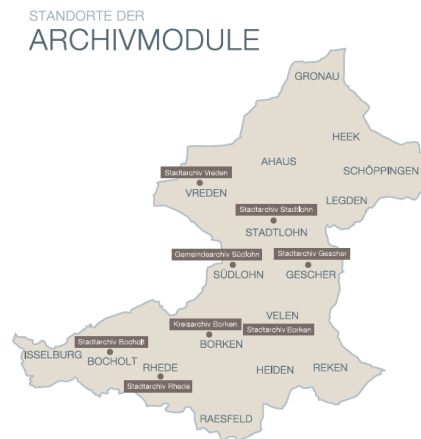 STANDORTE DER
ARCHIVMODULE
GRONAU
HEEK
AHAUS
SCHÖPPINGEN
Stadtarchiv Vreden
VREDEN
LEGDEN
Stadtarchiv Stadtlohn
STADTLOHN
Gemeindearchiv Südlohn
Stadtarchiv Gescher
SÜDLOHN
GESCHER
VELEN
Kreisarchiv Borken
Stadtarchiv Borken
BORKEN
Stadtarchiv Bocholt
ISSELBURG
BOCHOLT
RHEDE
HEIDEN
REKEN
Stadtarchiv Rhede
RAESFELD